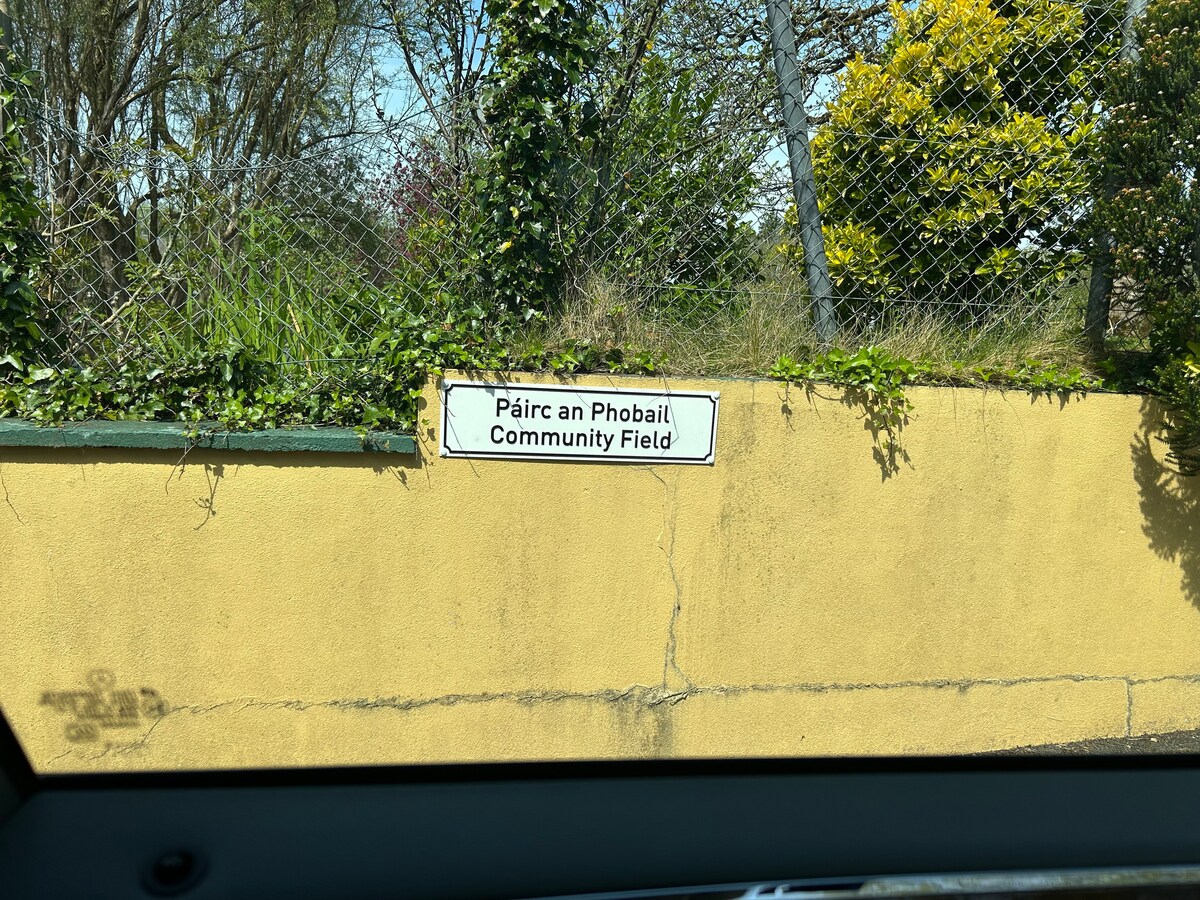 Páirc an Phobail
Community Field